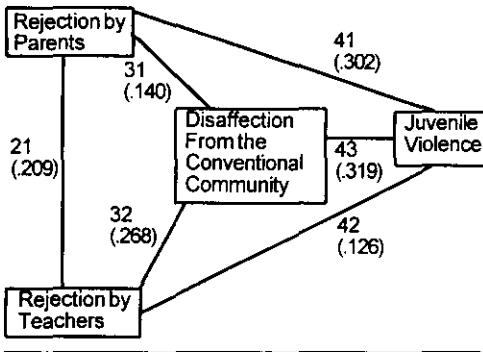 Rejection by
Parents
41
(.302)
31
(.140)
Disaffection
From the
Conventional
Community
Juvenile
Violence
21
(.209)
43
(.319)
32
(.268)
42
(.126)
Rejection by
Teachers